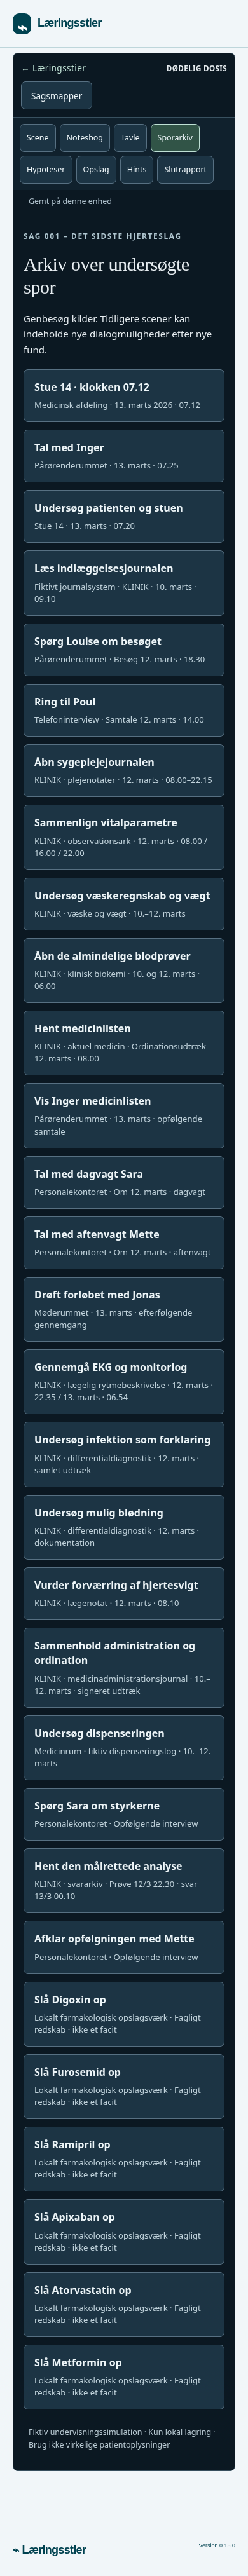 Læringsstier
← Læringsstier
DØDELIG DOSIS
Sagsmapper
Scene
Notesbog
Tavle
Sporarkiv
Hypoteser
Opslag
Hints
Slutrapport
Gemt på denne enhed
SAG 001 – DET SIDSTE HJERTESLAG
Arkiv over undersøgte
spor
Genbesøg kilder. Tidligere scener kan
indeholde nye dialogmuligheder efter nye
fund.
Stue 14 · klokken 07.12
Medicinsk afdeling · 13. marts 2026 · 07.12
Tal med Inger
Pårørenderummet · 13. marts · 07.25
Undersøg patienten og stuen
Stue 14 · 13. marts · 07.20
Læs indlæggelsesjournalen
Fiktivt journalsystem · KLINIK · 10. marts ·
09.10
Spørg Louise om besøget
Pårørenderummet · Besøg 12. marts · 18.30
Ring til Poul
Telefoninterview · Samtale 12. marts · 14.00
Åbn sygeplejejournalen
KLINIK · plejenotater · 12. marts · 08.00–22.15
Sammenlign vitalparametre
KLINIK · observationsark · 12. marts · 08.00 /
16.00 / 22.00
Undersøg væskeregnskab og vægt
KLINIK · væske og vægt · 10.–12. marts
Åbn de almindelige blodprøver
KLINIK · klinisk biokemi · 10. og 12. marts ·
06.00
Hent medicinlisten
KLINIK · aktuel medicin · Ordinationsudtræk
12. marts · 08.00
Vis Inger medicinlisten
Pårørenderummet · 13. marts · opfølgende
samtale
Tal med dagvagt Sara
Personalekontoret · Om 12. marts · dagvagt
Tal med aftenvagt Mette
Personalekontoret · Om 12. marts · aftenvagt
Drøft forløbet med Jonas
Møderummet · 13. marts · efterfølgende
gennemgang
Gennemgå EKG og monitorlog
KLINIK · lægelig rytmebeskrivelse · 12. marts ·
22.35 / 13. marts · 06.54
Undersøg infektion som forklaring
KLINIK · differentialdiagnostik · 12. marts ·
samlet udtræk
Undersøg mulig blødning
KLINIK · differentialdiagnostik · 12. marts ·
dokumentation
Vurder forværring af hjertesvigt
KLINIK · lægenotat · 12. marts · 08.10
Sammenhold administration og
ordination
KLINIK · medicinadministrationsjournal · 10.–
12. marts · signeret udtræk
Undersøg dispenseringen
Medicinrum · fiktiv dispenseringslog · 10.–12.
marts
Spørg Sara om styrkerne
Personalekontoret · Opfølgende interview
Hent den målrettede analyse
KLINIK · svararkiv · Prøve 12/3 22.30 · svar
13/3 00.10
Afklar opfølgningen med Mette
Personalekontoret · Opfølgende interview
Slå Digoxin op
Lokalt farmakologisk opslagsværk · Fagligt
redskab · ikke et facit
Slå Furosemid op
Lokalt farmakologisk opslagsværk · Fagligt
redskab · ikke et facit
Slå Ramipril op
Lokalt farmakologisk opslagsværk · Fagligt
redskab · ikke et facit
Slå Apixaban op
Lokalt farmakologisk opslagsværk · Fagligt
redskab · ikke et facit
Slå Atorvastatin op
Lokalt farmakologisk opslagsværk · Fagligt
redskab · ikke et facit
Slå Metformin op
Lokalt farmakologisk opslagsværk · Fagligt
redskab · ikke et facit
Fiktiv undervisningssimulation · Kun lokal lagring ·
Brug ikke virkelige patientoplysninger
Læringsstier
Version 0.15.0